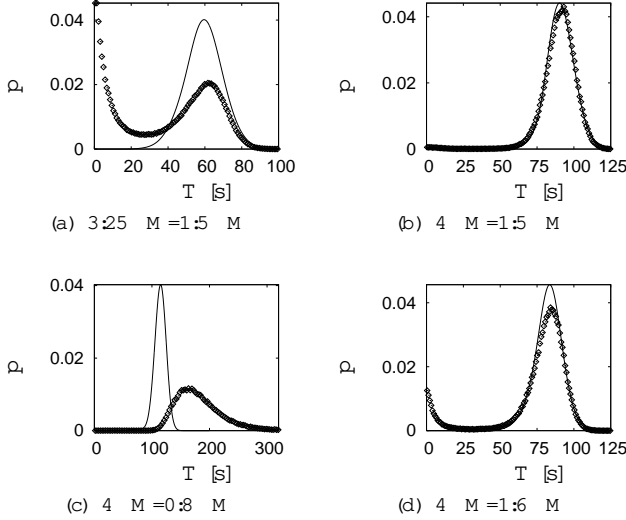 0.04
0.02
0
p
0 20 40 60 80 100
T [s]
(a) 3:25 M =1:5 M
0.04
0.02
0
p
0 25 50 75 100 125
T [s]
(b) 4 M =1:5 M
0.04
0.02
0
p
0 100 200 300
T [s]
(c) 4 M =0:8 M
0.04
0.02
0
p
0 25 50 75 100 125
T [s]
(d) 4 M =1:6 M